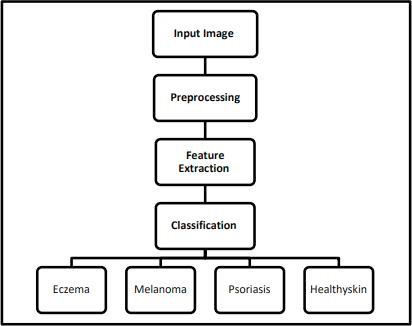 Input Image
Preprocessing
Feature
Extraction
Classification
Eczema
Melanoma
Psoriasis
Healthyskin